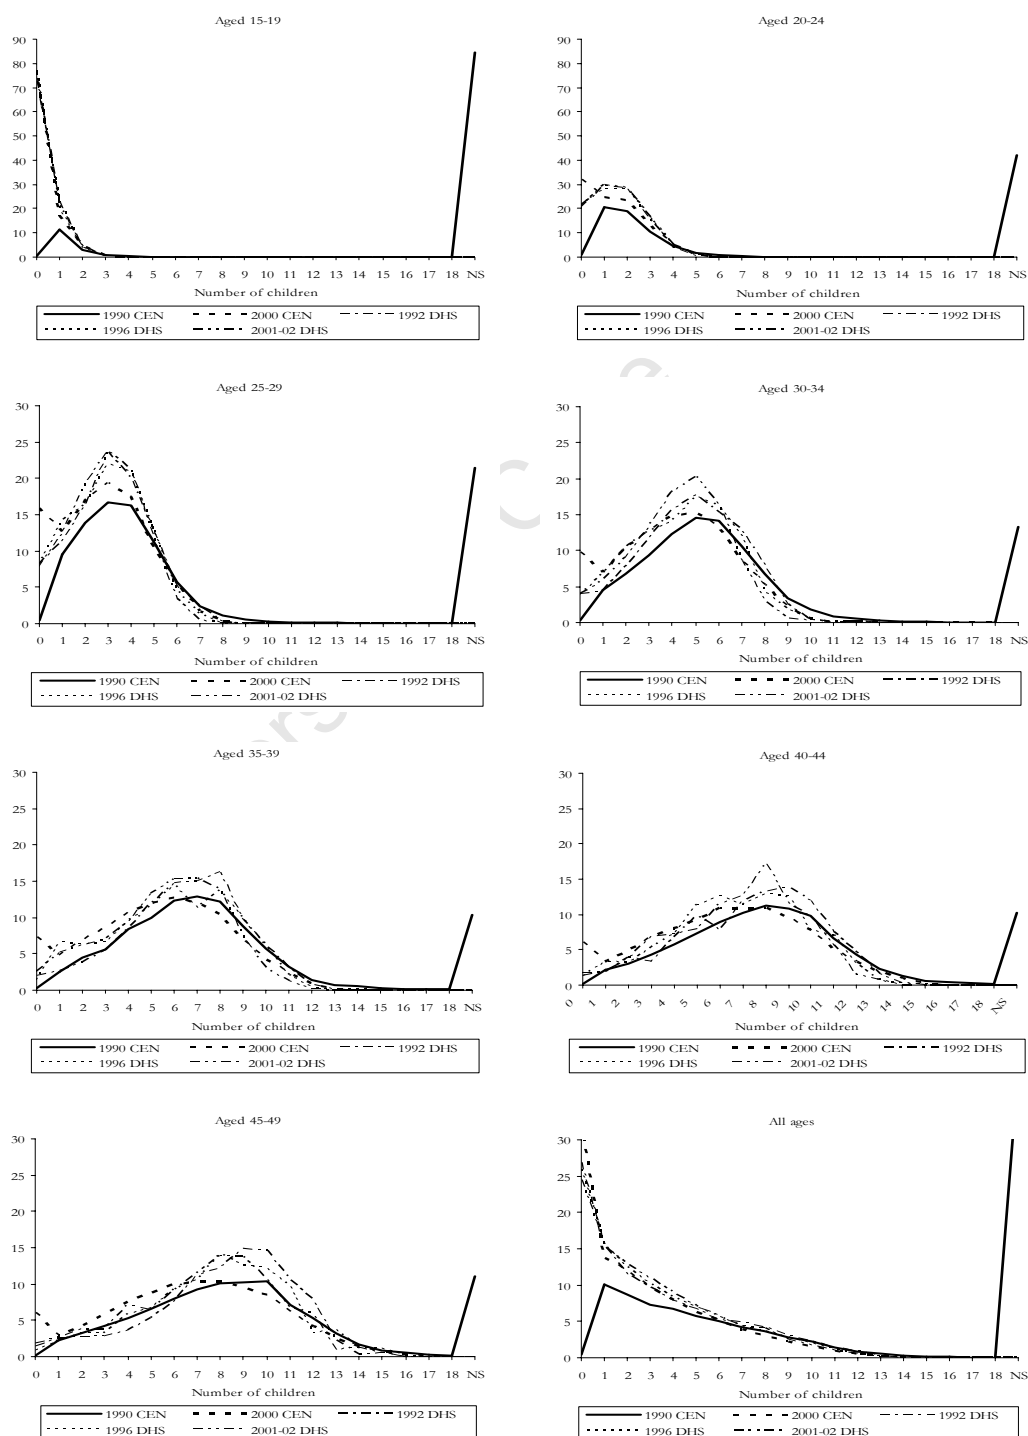 Aged 15-19
90
80
70
60
50
40
30
20
10
0
0 1 2 3 4 5 6 7 8 9 10 11 12 13 14 15 16 17 18 NS
Number of children
1990 CEN 2000 CEN 1992 DHS
1996 DHS 2001-02 DHS
Aged 20-24
90
80
70
60
50
40
30
20
10
0
0 1 2 3 4 5 6 7 8 9 10 11 12 13 14 15 16 17 18 NS
Number of children
1990 CEN 2000 CEN 1992 DHS
1996 DHS 2001-02 DHS
Aged 25-29
30
25
20
15
10
5
0
0 1 2 3 4 5 6 7 8 9 10 11 12 13 14 15 16 17 18 NS
Number of children
1990 CEN 2000 CEN 1992 DHS
1996 DHS 2001-02 DHS
Aged 30-34
30
25
20
15
10
5
0
0 1 2 3 4 5 6 7 8 9 10 11 12 13 14 15 16 17 18 NS
Number of children
1990 CEN 2000 CEN 1992 DHS
1996 DHS 2001-02 DHS
Aged 35-39
30
25
20
15
10
5
0
0 1 2 3 4 5 6 7 8 9 10 11 12 13 14 15 16 17 18 NS
Number of children
1990 CEN 2000 CEN 1992 DHS
1996 DHS 2001-02 DHS
Aged 40-44
30
25
20
15
10
5
0
0 1 2 3 4 5 6 7 8 9 10 11 12 13 14 15 16 17 18 NS
Number of children
1990 CEN 2000 CEN 1992 DHS
1996 DHS 2001-02 DHS
Aged 45-49
30
25
20
15
10
5
0
0 1 2 3 4 5 6 7 8 9 10 11 12 13 14 15 16 17 18 NS
Number of children
1990 CEN 2000 CEN 1992 DHS
1996 DHS 2001-02 DHS
All ages
30
25
20
15
10
5
0
0 1 2 3 4 5 6 7 8 9 10 11 12 13 14 15 16 17 18 NS
Number of children
1990 CEN 2000 CEN 1992 DHS
1996 DHS 2001-02 DHS